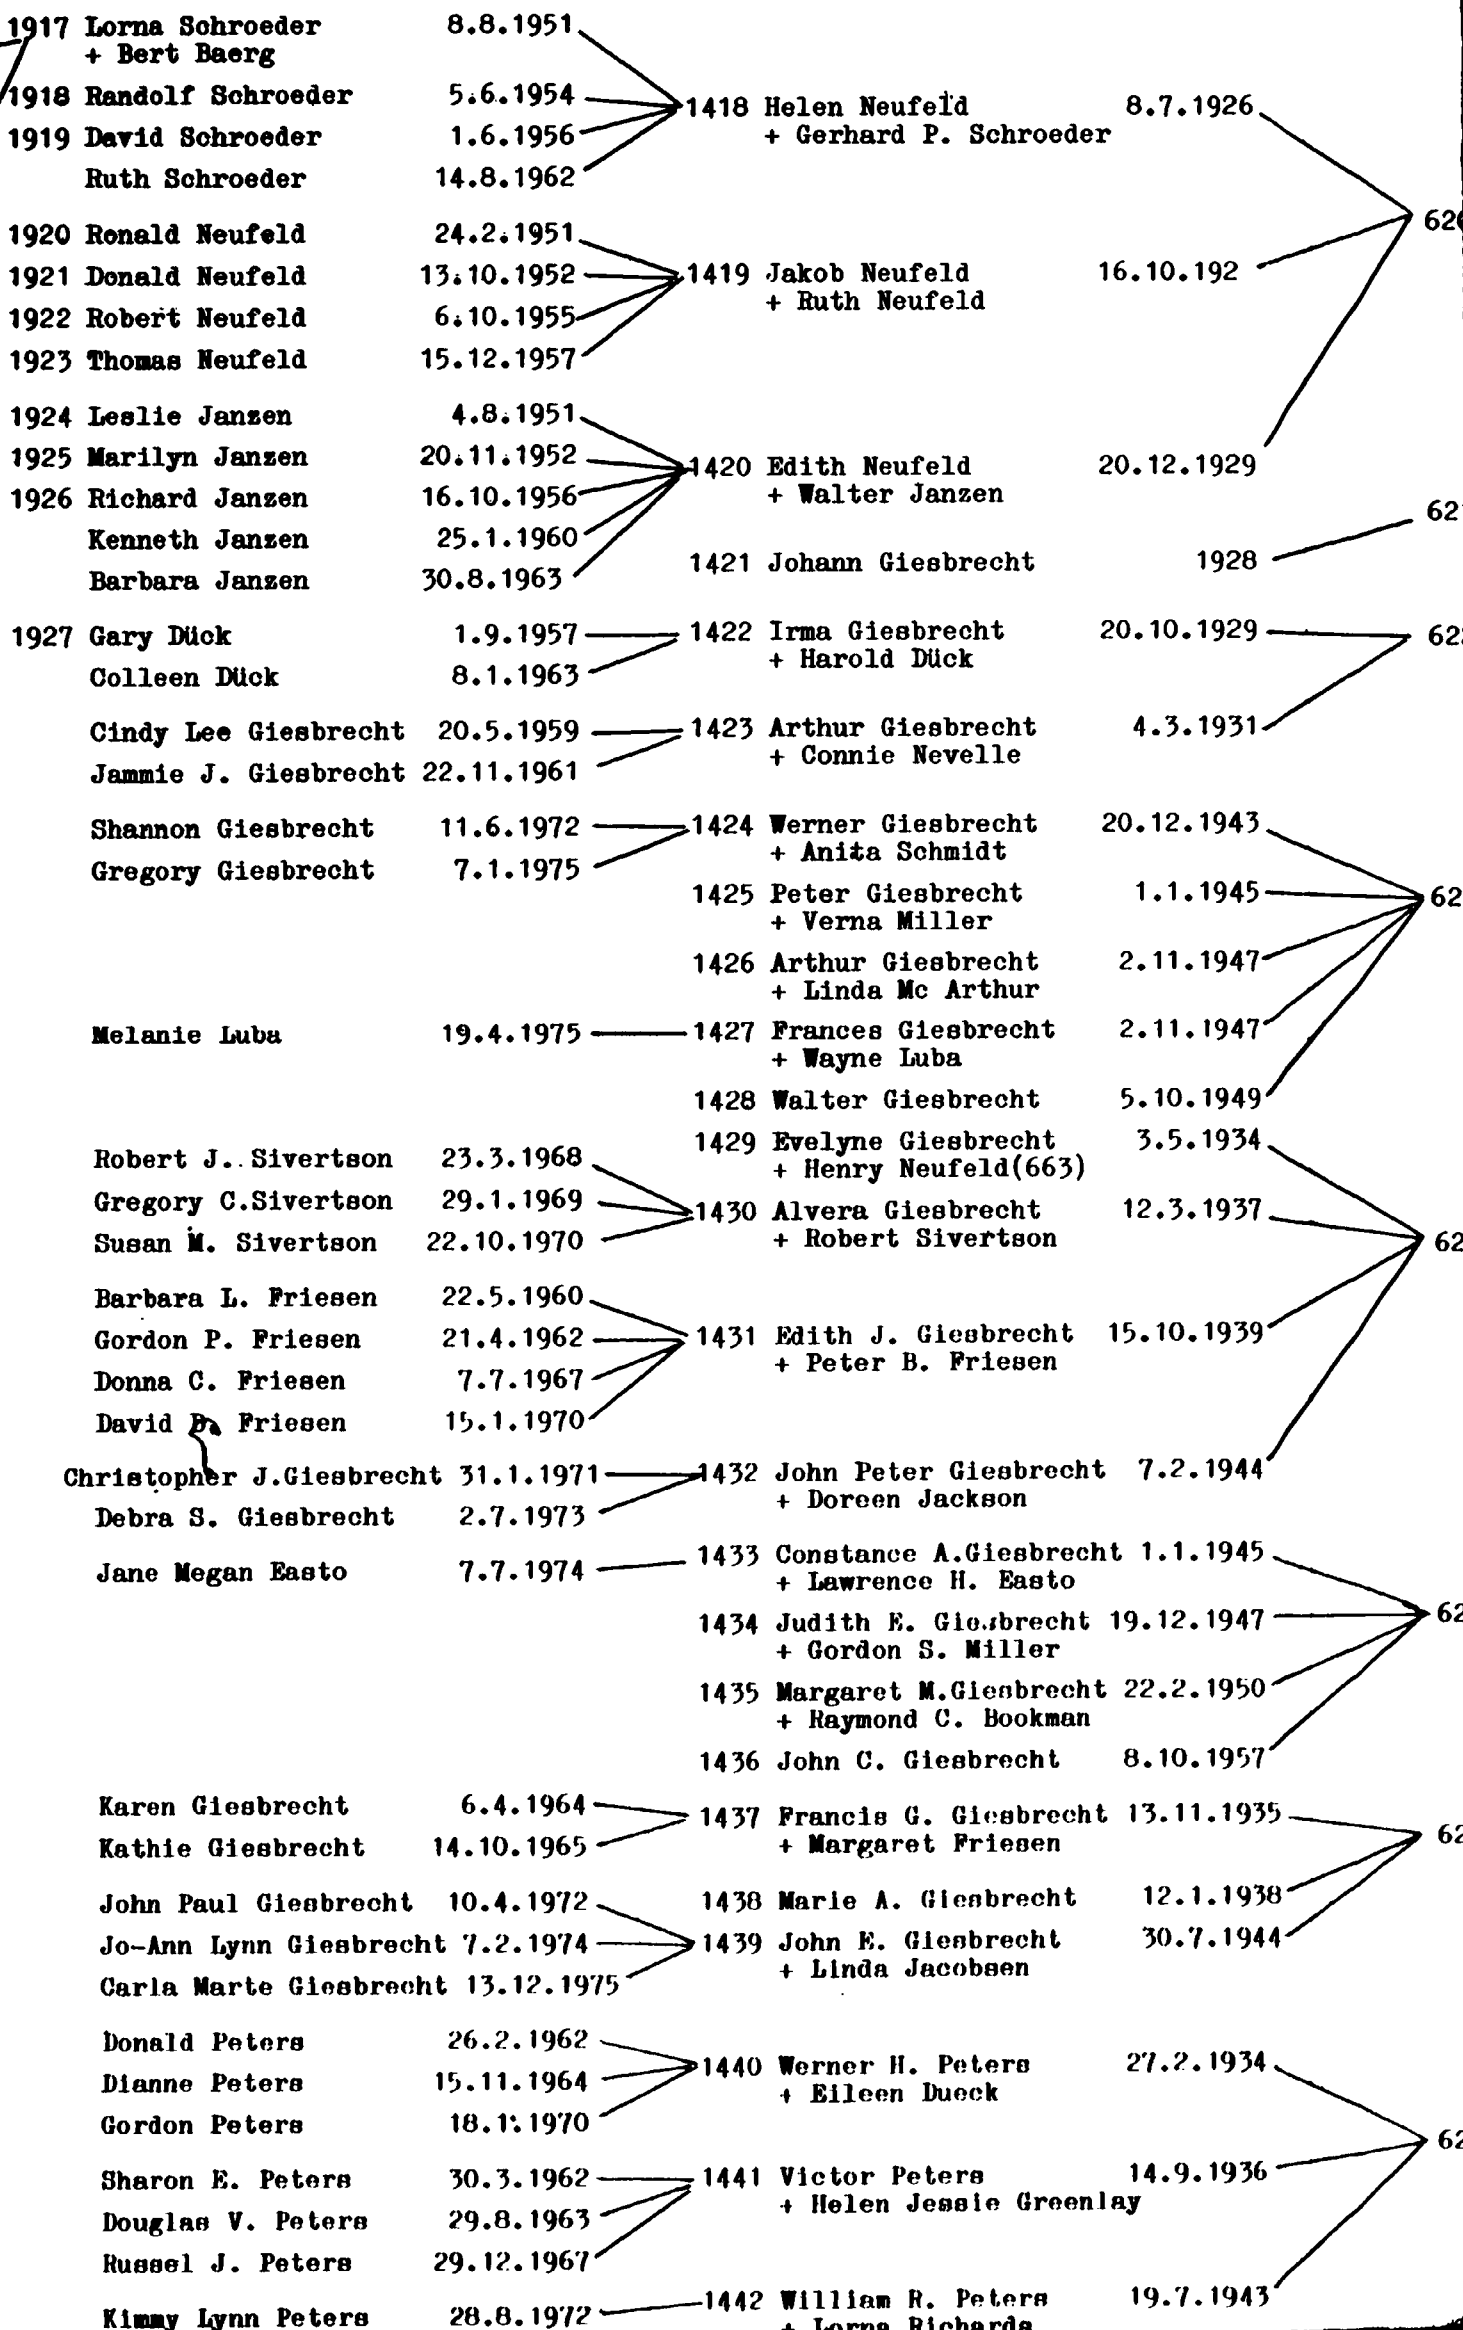 1917 Lorna Schroeder 8.8.1951
+ Bert Baerg
1918 Randolf Schroeder 5.6.1954
1418 Helen Neufeld 8.7.1926
1919 David Schroeder 1.6.1956
+ Gerhard P. Schroeder
Ruth Schroeder 14.8.1962
1920 Ronald Neufeld 24.2.1951
1921 Donald Neufeld 13.10.1952
1419 Jakob Neufeld 16.10.192
+ Ruth Neufeld
1922 Robert Neufeld 6.10.1955
1923 Thomas Neufeld 15.12.1957
1924 Leslie Janzen 4.8.1951
1925 Marilyn Janzen 20.11.1952
1420 Edith Neufeld 20.12.1929
1926 Richard Janzen 16.10.1956
+ Walter Janzen
Kenneth Janzen 25.1.1960
1421 Johann Giesbrecht 1928
Barbara Janzen 30.8.1963
1927 Gary Dück 1.9.1957
1422 Irma Giesbrecht 20.10.1929
+ Harold Dück
Colleen Dück 8.1.1963
Cindy Lee Giesbrecht 20.5.1959
1423 Arthur Giesbrecht 4.3.1931
+ Connie Nevelle
Jammie J. Giesbrecht 22.11.1961
Shannon Giesbrecht 11.6.1972
1424 Werner Giesbrecht 20.12.1943
+ Anita Schmidt
Gregory Giesbrecht 7.1.1975
1425 Peter Giesbrecht 1.1.1945
+ Verna Miller
1426 Arthur Giesbrecht 2.11.1947
+ Linda Mc Arthur
Melanie Luba 19.4.1975
1427 Frances Giesbrecht 2.11.1947
+ Wayne Luba
1428 Walter Giesbrecht 5.10.1949
1429 Evelyne Giesbrecht 3.5.1934
+ Henry Neufeld(663)
Robert J. Sivertson 23.3.1968
Gregory C.Sivertson 29.1.1969
1430 Alvera Giesbrecht 12.3.1937
+ Robert Sivertson
Susan M. Sivertson 22.10.1970
Barbara L. Friesen 22.5.1960
Gordon P. Friesen 21.4.1962
1431 Edith J. Giesbrecht 15.10.1939
+ Peter B. Friesen
Donna C. Friesen 7.7.1967
David B. Friesen 15.1.1970
Christopher J.Giesbrecht 31.1.1971
1432 John Peter Giesbrecht 7.2.1944
+ Doreen Jackson
Debra S. Giesbrecht 2.7.1973
1433 Constance A.Giesbrecht 1.1.1945
Jane Megan Easto 7.7.1974
+ Lawrence H. Easto
1434 Judith E. Giesbrecht 19.12.1947
+ Gordon S. Miller
1435 Margaret M.Giesbrecht 22.2.1950
+ Raymond C. Bookman
1436 John C. Giesbrecht 8.10.1957
Karen Giesbrecht 6.4.1964
1437 Francis G. Giesbrecht 13.11.1935
+ Margaret Friesen
Kathie Giesbrecht 14.10.1965
John Paul Giesbrecht 10.4.1972
1438 Marie A. Giesbrecht 12.1.1938
Jo-Ann Lynn Giesbrecht 7.2.1974
1439 John E. Giesbrecht 30.7.1944
+ Linda Jacobsen
Carla Marte Giesbrecht 13.12.1975
Donald Peters 26.2.1962
1440 Werner H. Peters 27.2.1934
Dianne Peters 15.11.1964
+ Eileen Dueck
Gordon Peters 18.1.1970
Sharon E. Peters 30.3.1962
1441 Victor Peters 14.9.1936
+ Helen Jessie Greenlay
Douglas V. Peters 29.8.1963
Russel J. Peters 29.12.1967
1442 William R. Peters 19.7.1943
Kimmy Lynn Peters 28.8.1972
+ Lorna Richards